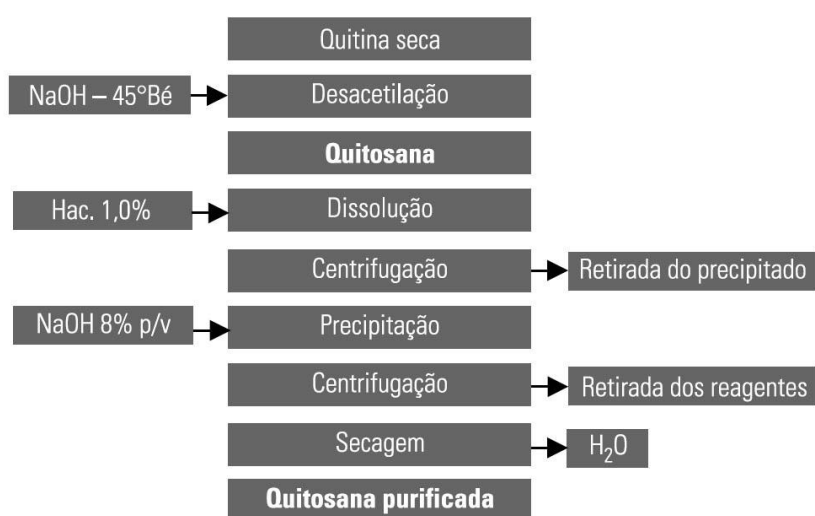 Quitina seca
NaOH – 45°Bé
Desacetilação
Quitosana
Hac. 1,0%
Dissolução
Centrifugação
Retirada do precipitado
NaOH 8% p/v
Precipitação
Centrifugação
Retirada dos reagentes
Secagem
H₂O
Quitosana purificada